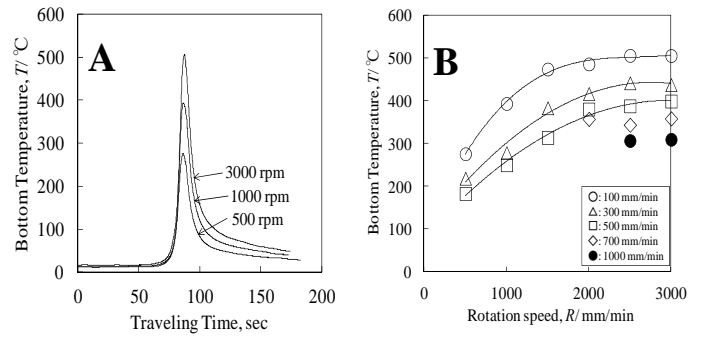 A
Bottom Temperature, T/ °C
600
500
400
300
200
100
0
3000 rpm
1000 rpm
500 rpm
0 50 100 150 200
Traveling Time, sec
B
Bottom Temperature, T/ °C
600
500
400
300
200
100
0
○: 100 mm/min
△: 300 mm/min
□: 500 mm/min
◇: 700 mm/min
●: 1000 mm/min
0 1000 2000 3000
Rotation speed, R/ mm/min